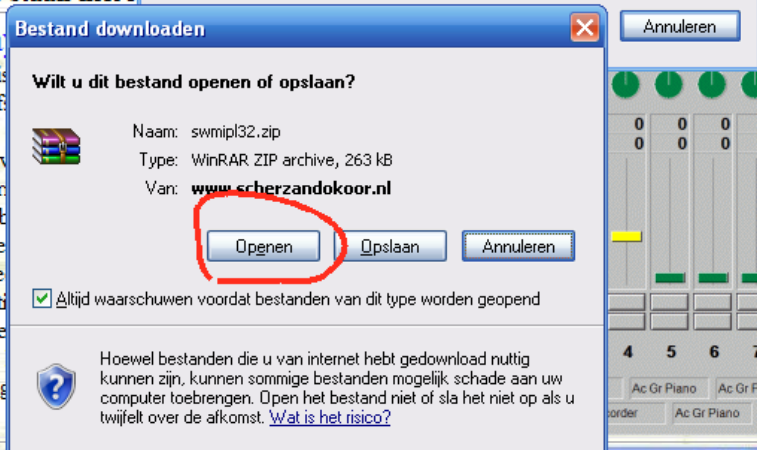 Bestand downloaden
Annuleren
Wilt u dit bestand openen of opslaan?
Naam: swmipl32.zip
Type: WinRAR ZIP archive, 263 kB
Van: www.scherzandokoor.nl
Openen Opslaan Annuleren
Altijd waarschuwen voordat bestanden van dit type worden geopend
Hoewel bestanden die u van internet hebt gedownload nuttig
kunnen zijn, kunnen sommige bestanden mogelijk schade aan uw
computer toebrengen. Open het bestand niet of sla het niet op als u
twijfelt over de afkomst. Wat is het risico?
0 0 0
0 0 0
4 5 6 7
Ac Gr Piano Ac Gr
Ac Gr Piano